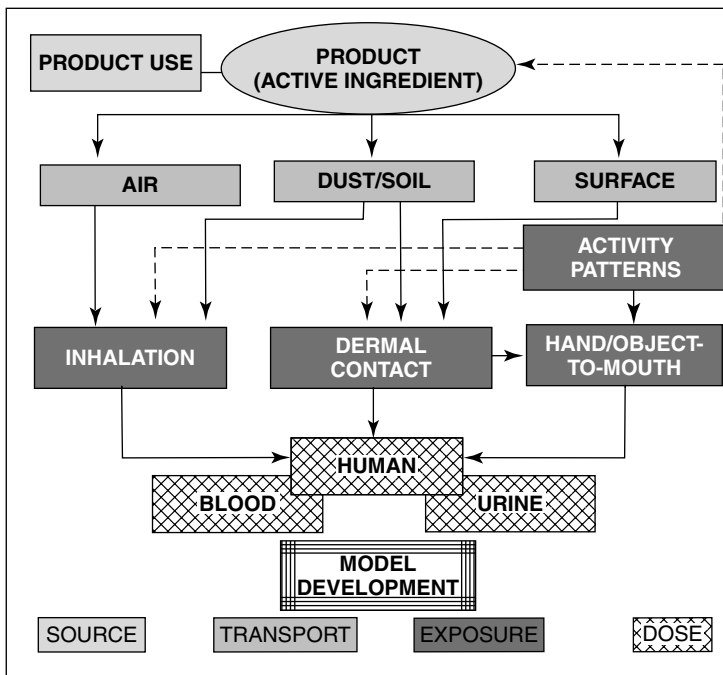 PRODUCT USE
PRODUCT
(ACTIVE INGREDIENT)
AIR
DUST/SOIL
SURFACE
ACTIVITY
PATTERNS
INHALATION
DERMAL
CONTACT
HAND/OBJECT-
TO-MOUTH
HUMAN
BLOOD
URINE
MODEL
DEVELOPMENT
SOURCE
TRANSPORT
EXPOSURE
DOSE